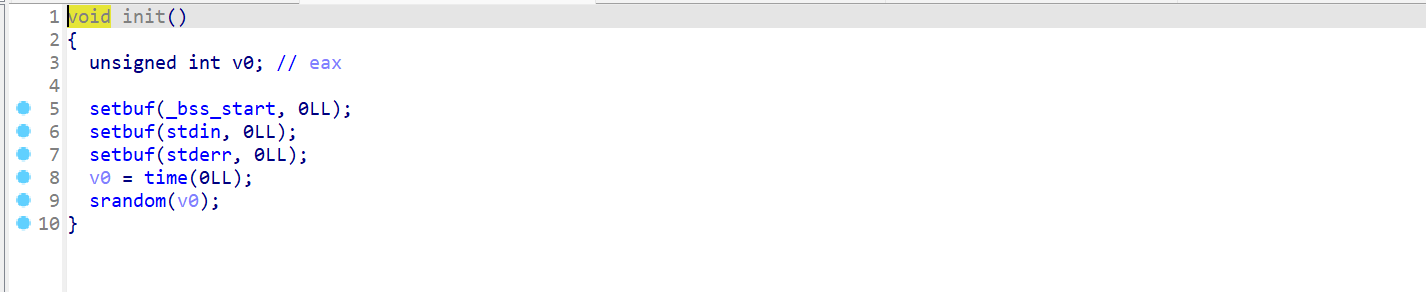 1 void init()
2 {
3   unsigned int v0; // eax
4
5   setbuf(_bss_start, 0LL);
6   setbuf(stdin, 0LL);
7   setbuf(stderr, 0LL);
8   v0 = time(0LL);
9   srandom(v0);
10 }